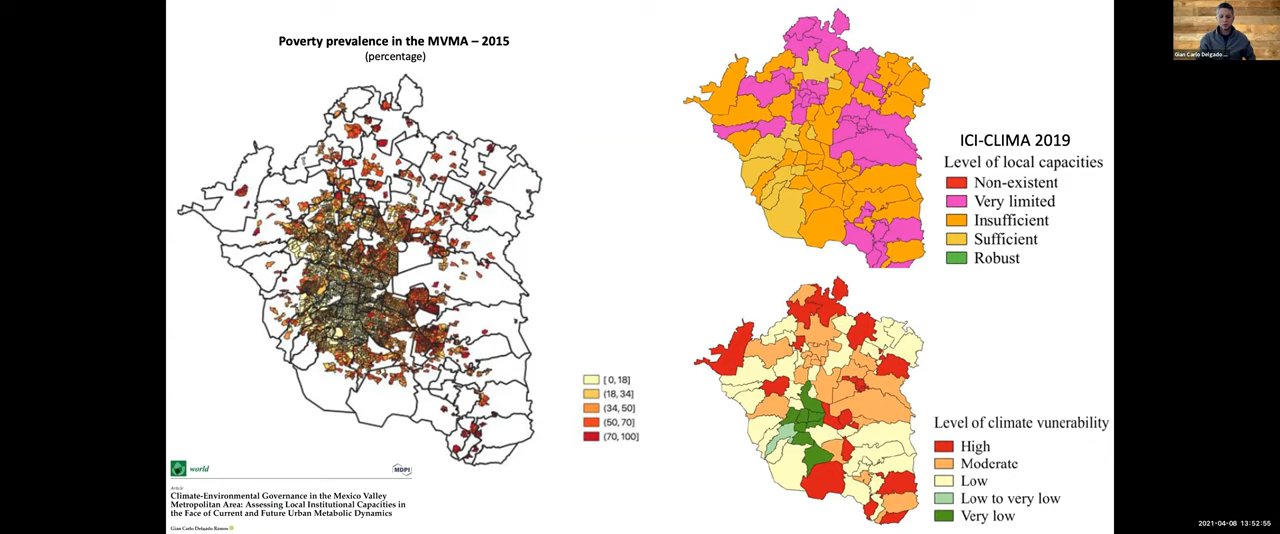 Poverty prevalence in the MVMA – 2015
(percentage)
[ 0, 18]
(18, 34]
(34, 50]
(50, 70]
(70, 100]
world
MDPI
Article
Climate-Environmental Governance in the Mexico Valley
Metropolitan Area: Assessing Local Institutional Capacities in
the Face of Current and Future Urban Metabolic Dynamics
Gian Carlo Delgado Ramos
ICI-CLIMA 2019
Level of local capacities
Non-existent
Very limited
Insufficient
Sufficient
Robust
Level of climate vunerability
High
Moderate
Low
Low to very low
Very low
Gian Carlo Delgado ...
2021-04-08 13:52:55